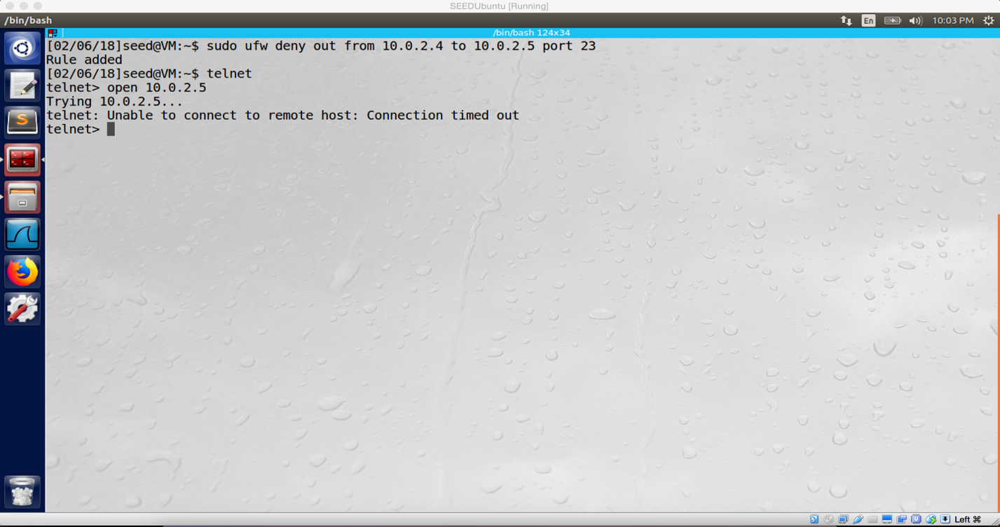 SEEDUbuntu [Running]
/bin/bash
En
10:03 PM
/bin/bash 124x34
[02/06/18]seed@VM:~$ sudo ufw deny out from 10.0.2.4 to 10.0.2.5 port 23
Rule added
[02/06/18]seed@VM:~$ telnet
telnet> open 10.0.2.5
Trying 10.0.2.5...
telnet: Unable to connect to remote host: Connection timed out
telnet>
Left ⌘